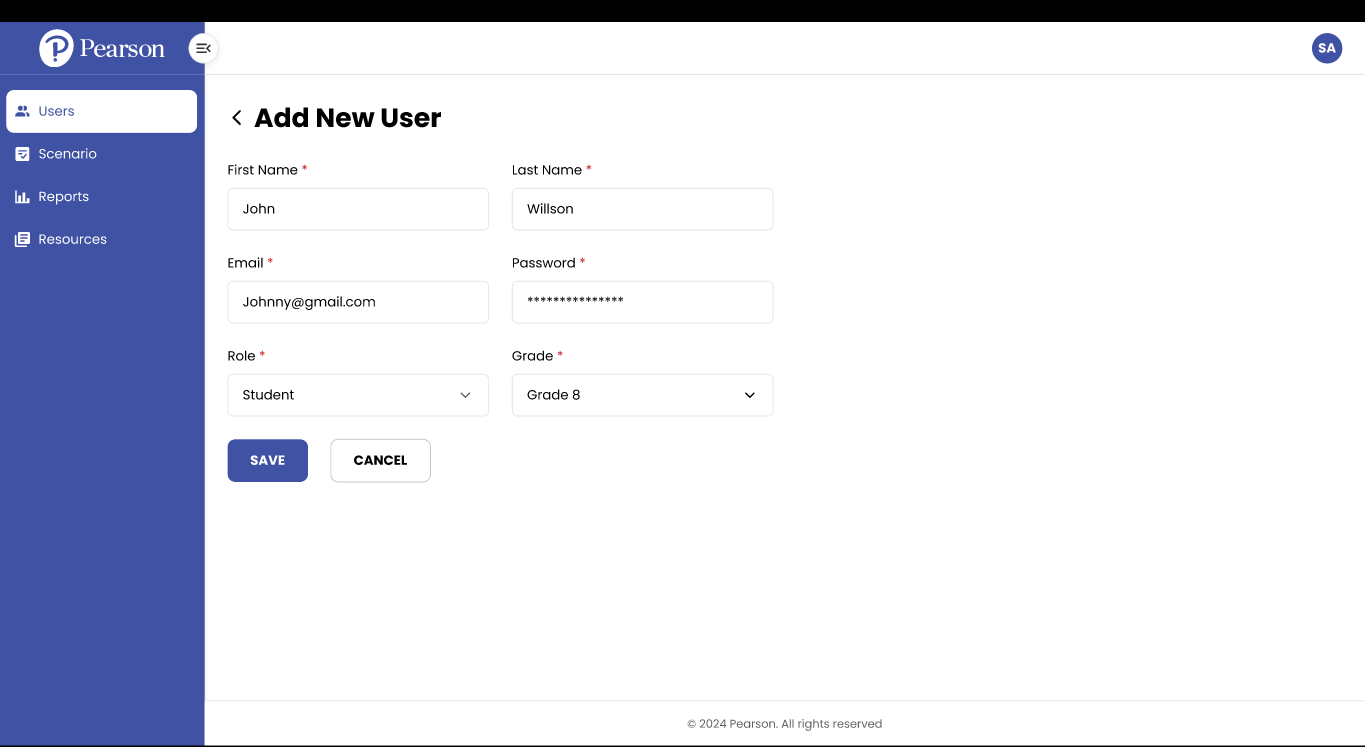 Pearson
SA
Users
Scenario
Reports
Resources
Add New User
First Name *
John
Last Name *
Willson
Email *
Johnny@gmail.com
Password *
***************
Role *
Student
Grade *
Grade 8
SAVE
CANCEL
© 2024 Pearson. All rights reserved